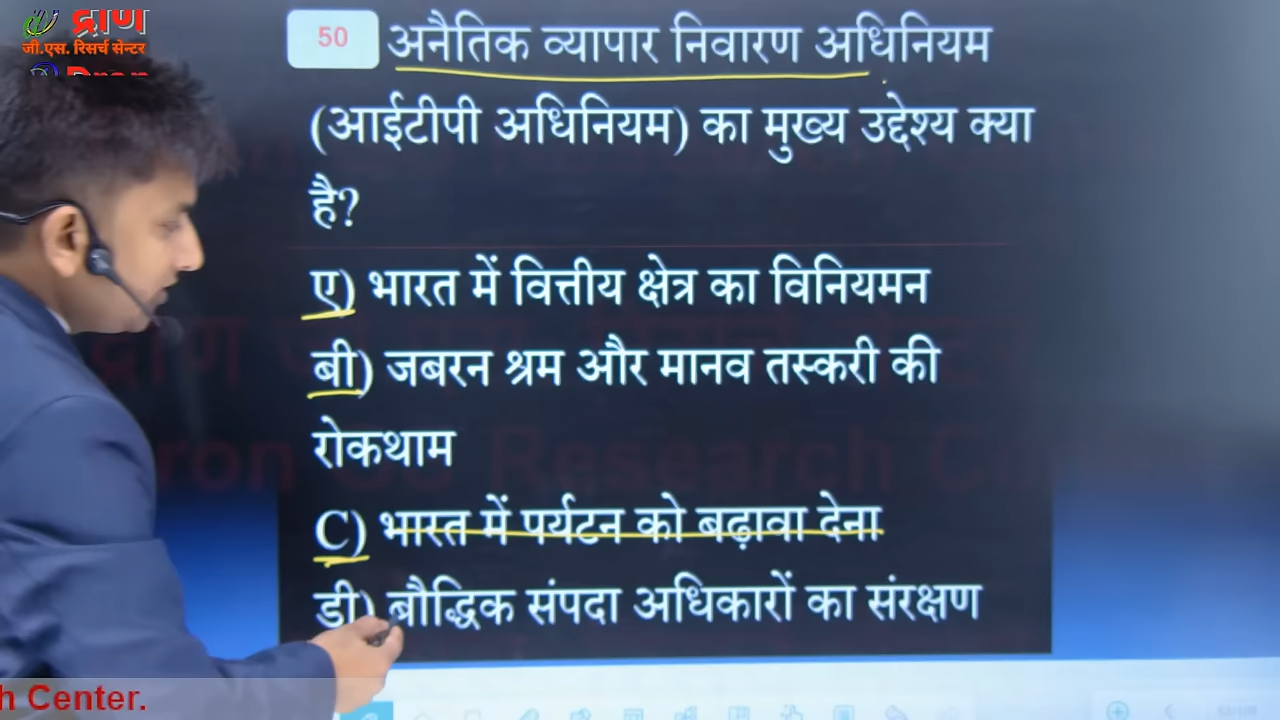 द्राण
जी.एस. रिसर्च सेन्टर
Dron
50 अनैतिक व्यापार निवारण अधिनियम
(आईटीपी अधिनियम) का मुख्य उद्देश्य क्या
है?
ए) भारत में वित्तीय क्षेत्र का विनियमन
बी) जबरन श्रम और मानव तस्करी की
रोकथाम
C) भारत में पर्यटन को बढ़ावा देना
डी) बौद्धिक संपदा अधिकारों का संरक्षण
h Center.